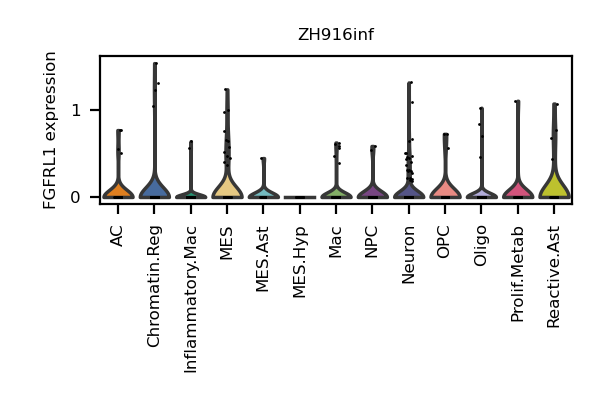 ZH916inf
FGFRL1 expression
1
0
AC
Chromatin.Reg
Inflammatory.Mac
MES
MES.Ast
MES.Hyp
Mac
NPC
Neuron
OPC
Oligo
Prolif.Metab
Reactive.Ast